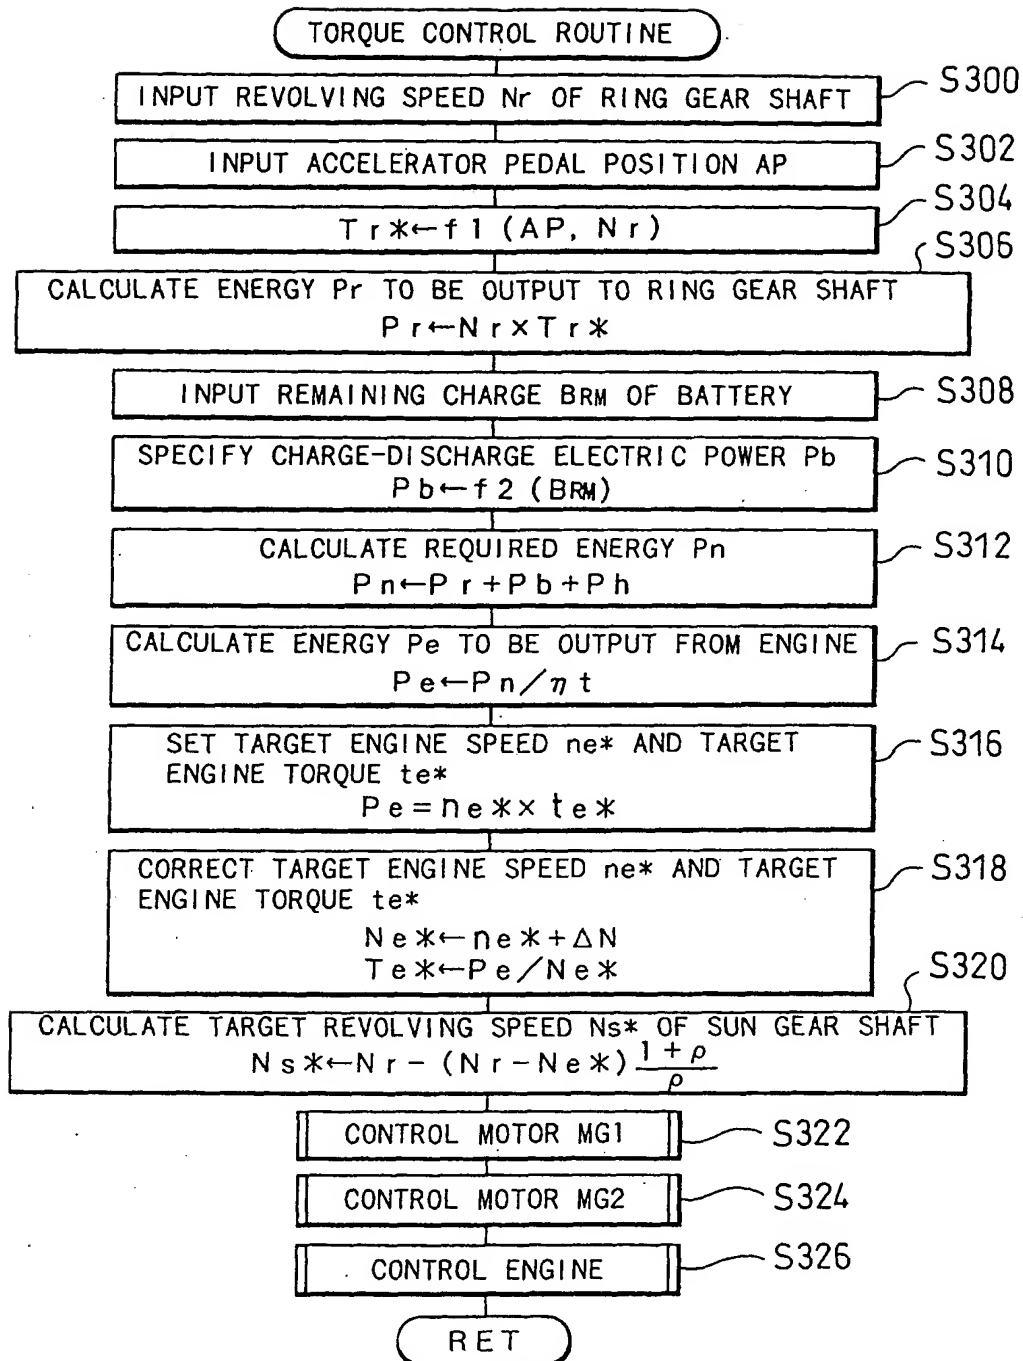 TORQUE CONTROL ROUTINE
INPUT REVOLVING SPEED Nr OF RING GEAR SHAFT
S300
INPUT ACCELERATOR PEDAL POSITION AP
S302
Tr*←f1 (AP, Nr)
S304
CALCULATE ENERGY Pr TO BE OUTPUT TO RING GEAR SHAFT
Pr←Nr×Tr*
S306
INPUT REMAINING CHARGE BRM OF BATTERY
S308
SPECIFY CHARGE-DISCHARGE ELECTRIC POWER Pb
Pb←f2 (BRM)
S310
CALCULATE REQUIRED ENERGY Pn
Pn←Pr+Pb+Ph
S312
CALCULATE ENERGY Pe TO BE OUTPUT FROM ENGINE
Pe←Pn/ηt
S314
SET TARGET ENGINE SPEED ne* AND TARGET
ENGINE TORQUE te*
Pe=ne*×te*
S316
CORRECT TARGET ENGINE SPEED ne* AND TARGET
ENGINE TORQUE te*
Ne*←ne*+ΔN
Te*←Pe/Ne*
S318
CALCULATE TARGET REVOLVING SPEED Ns* OF SUN GEAR SHAFT
Ns*←Nr-(Nr-Ne*) 1+ρ/ρ
S320
CONTROL MOTOR MG1
S322
CONTROL MOTOR MG2
S324
CONTROL ENGINE
S326
RET